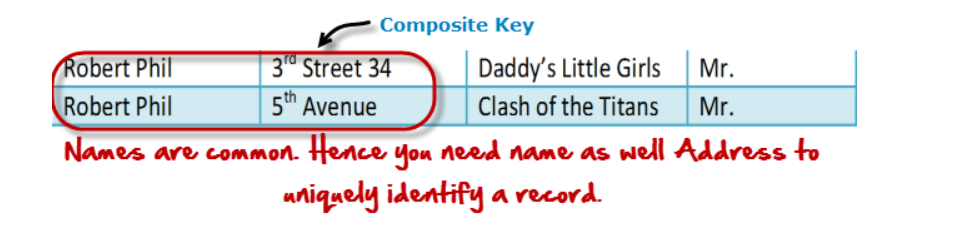 Composite Key
Robert Phil 3rd Street 34 Daddy's Little Girls Mr.
Robert Phil 5th Avenue Clash of the Titans Mr.
Names are common. Hence you need name as well Address to
uniquely identify a record.